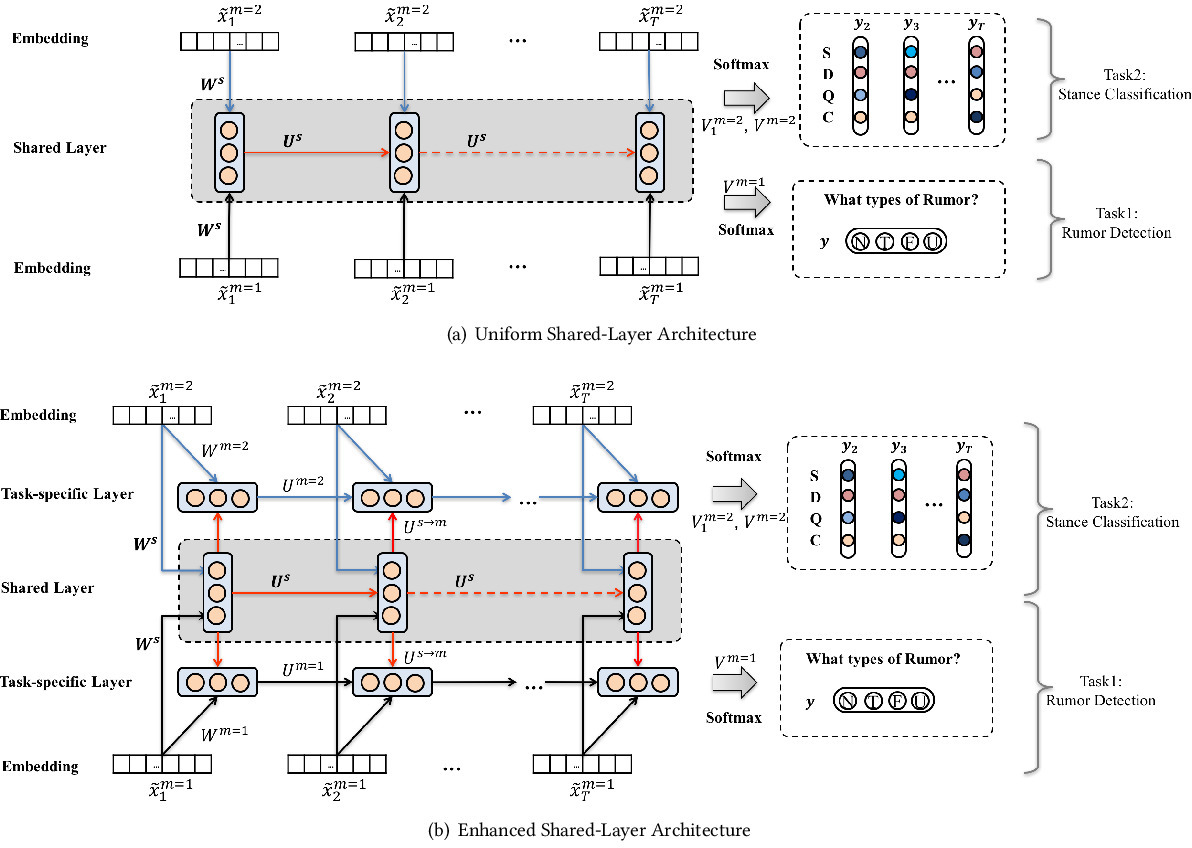 x̃₁^{m=2} x̃₂^{m=2} x̃_T^{m=2}
Embedding ... ... ... ...
W^s
Shared Layer
U^s U^s
W^s
Embedding ... ... ... ...
x̃₁^{m=1} x̃₂^{m=1} x̃_T^{m=1}
Softmax
V₁^{m=2}, V^{m=2}
y₂ y₃ y_T
S
D
Q
C
...
Task2:
Stance Classification
V^{m=1}
Softmax
What types of Rumor?
y N T F U
Task1:
Rumor Detection
(a) Uniform Shared-Layer Architecture
x̃₁^{m=2} x̃₂^{m=2} x̃_T^{m=2}
Embedding ... ... ... ...
W^{m=2}
Task-specific Layer
U^{m=2} ...
U^{s→m}
W^s
Shared Layer
U^s U^s
W^s
U^{s→m}
Task-specific Layer
U^{m=1} ...
W^{m=1}
Embedding ... ... ... ...
x̃₁^{m=1} x̃₂^{m=1} x̃_T^{m=1}
Softmax
V₁^{m=2}, V^{m=2}
y₂ y₃ y_T
S
D
Q
C
...
Task2:
Stance Classification
V^{m=1}
Softmax
What types of Rumor?
y N T F U
Task1:
Rumor Detection
(b) Enhanced Shared-Layer Architecture